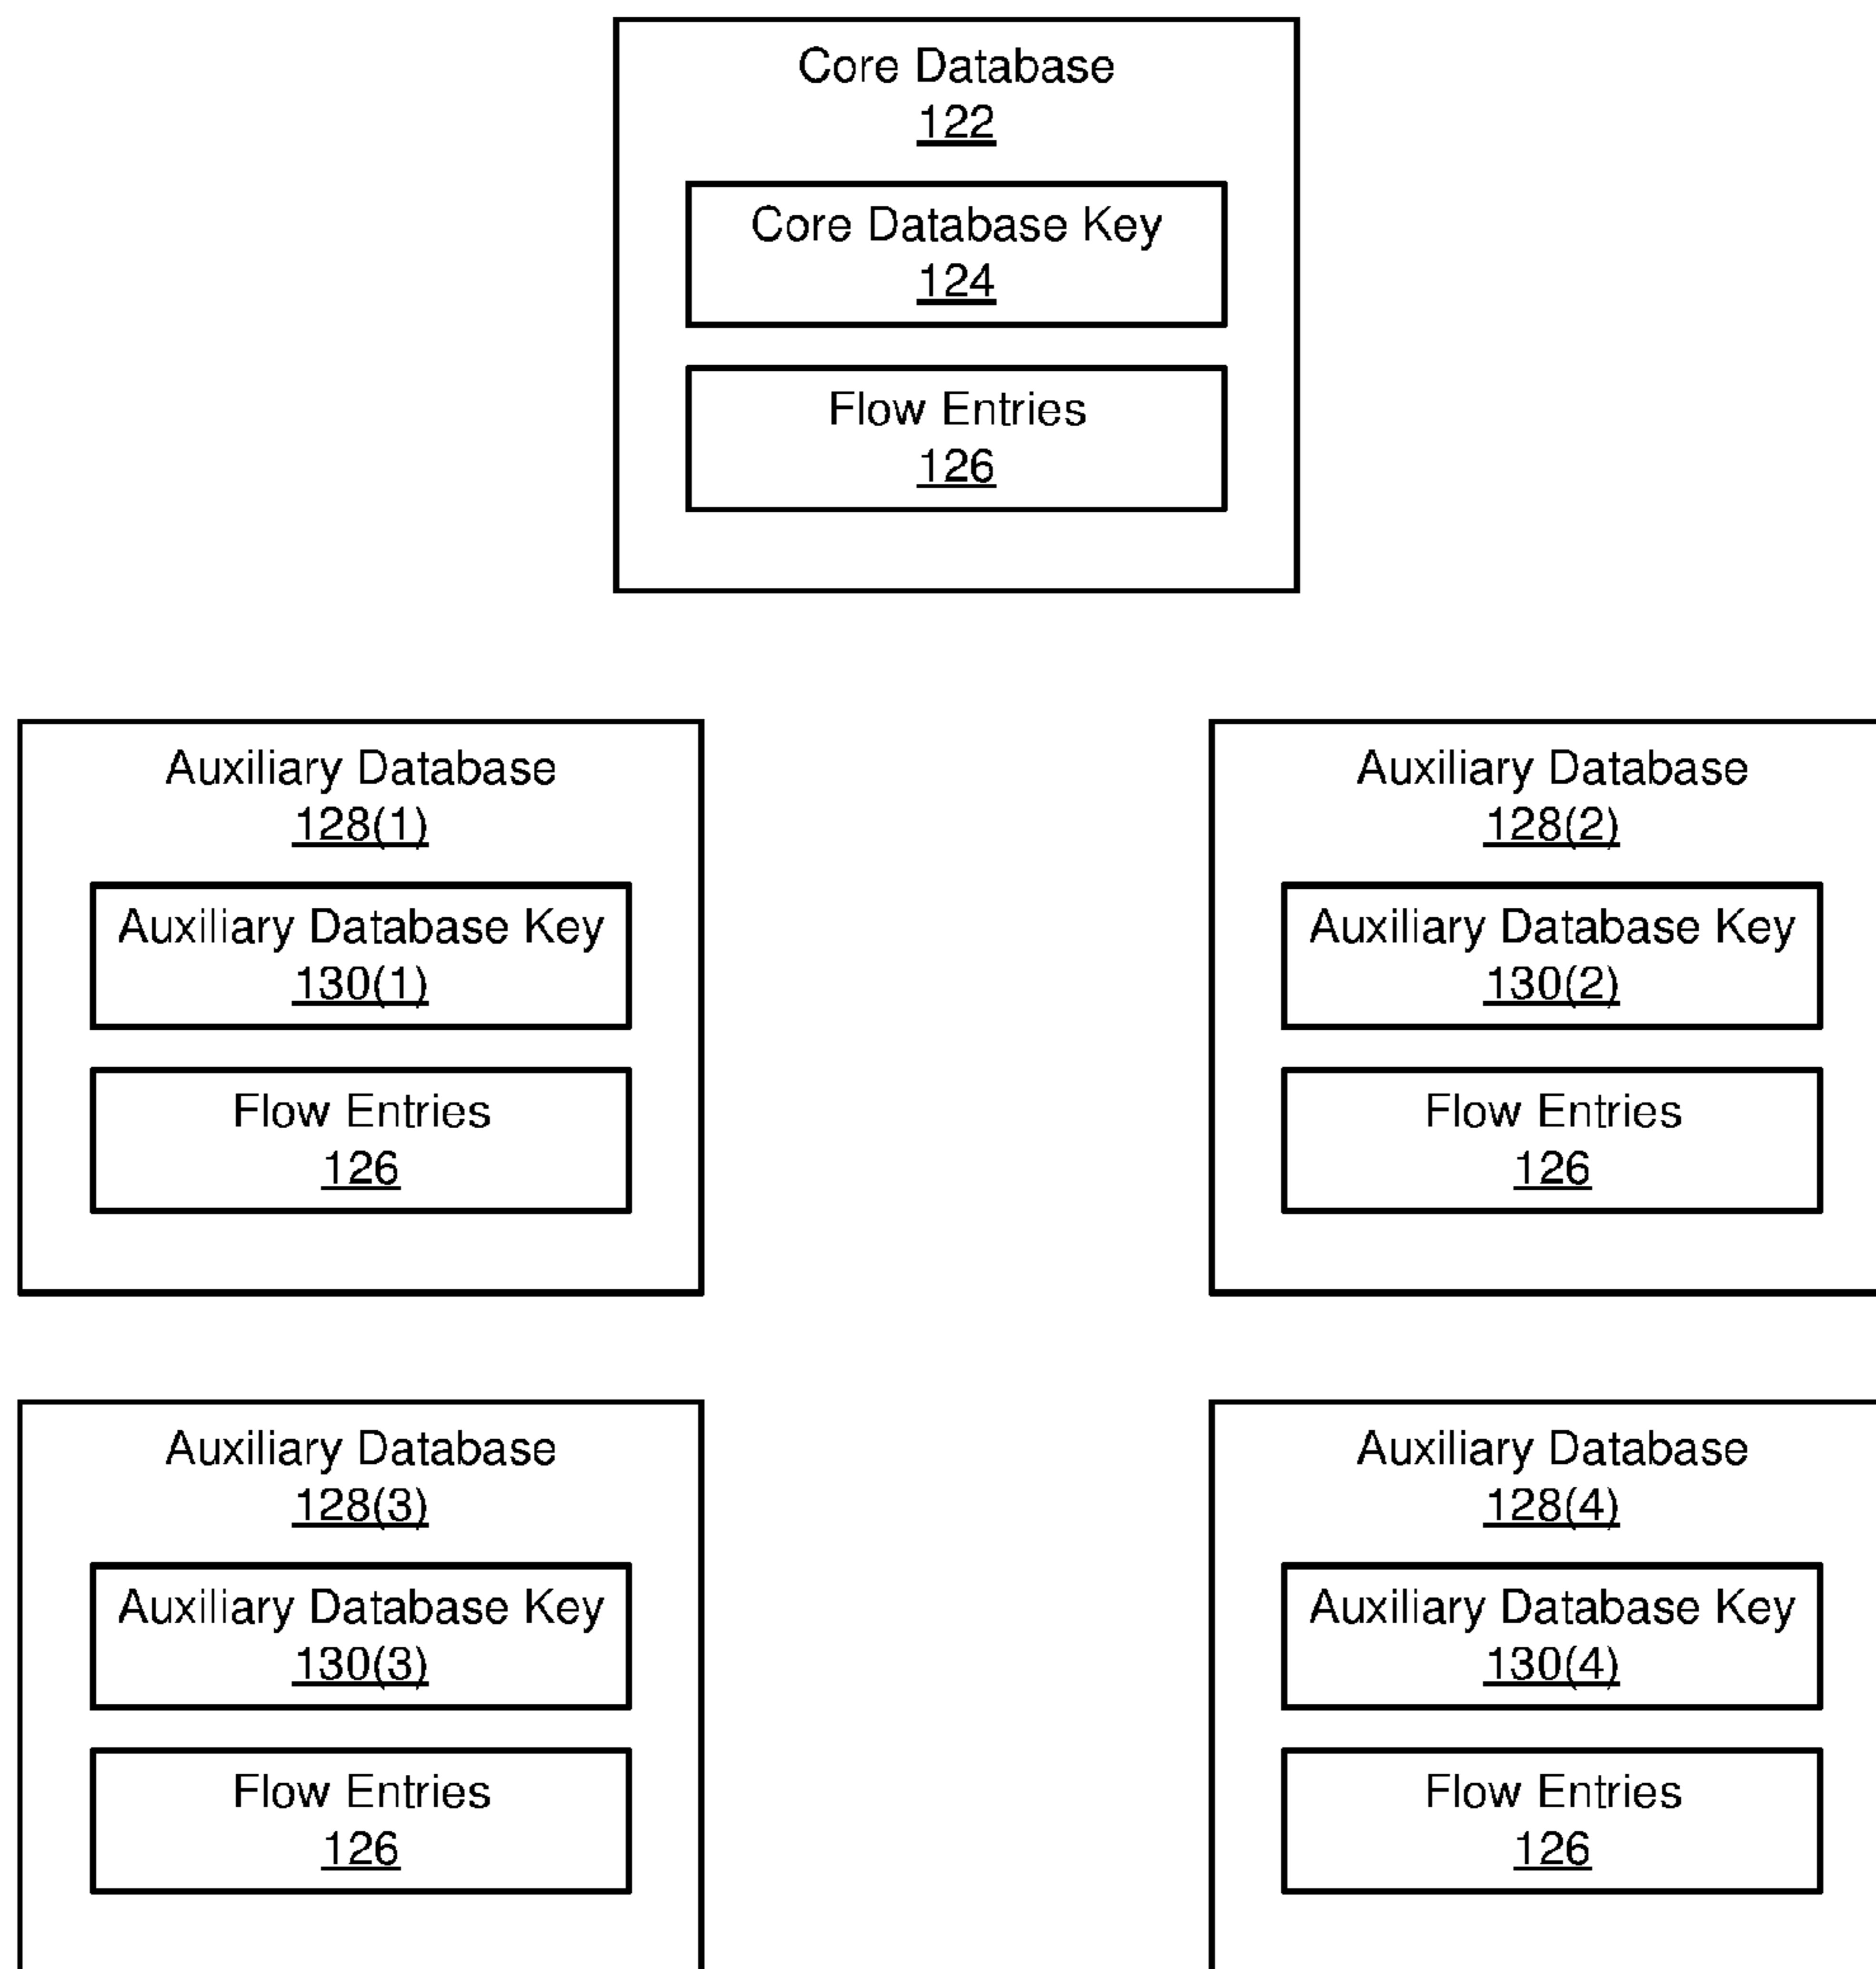 Core Database
122
Core Database Key
124
Flow Entries
126
Auxiliary Database
128(1)
Auxiliary Database Key
130(1)
Flow Entries
126
Auxiliary Database
128(2)
Auxiliary Database Key
130(2)
Flow Entries
126
Auxiliary Database
128(3)
Auxiliary Database Key
130(3)
Flow Entries
126
Auxiliary Database
128(4)
Auxiliary Database Key
130(4)
Flow Entries
126